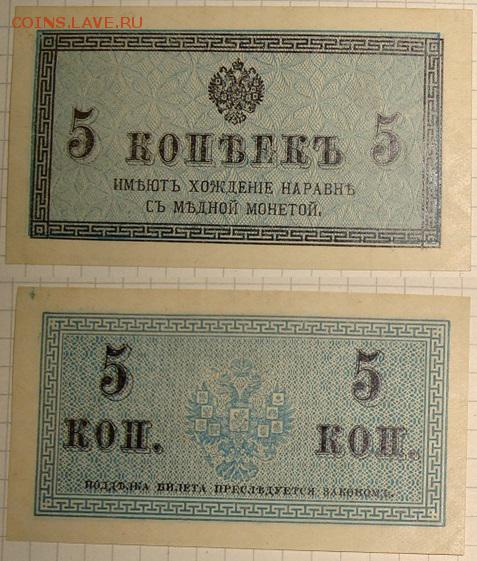 COINS.LAVE.RU
5 КОПѢЕКЪ 5
ИМѢЮТЪ ХОЖДЕНІЕ НАРАВНѢ
СЪ МѢДНОЙ МОНЕТОЙ.
5 5
КОП. КОП.
ПОДДѢЛКА БИЛЕТА ПРЕСЛѢДУЕТСЯ ЗАКОНОМЪ.